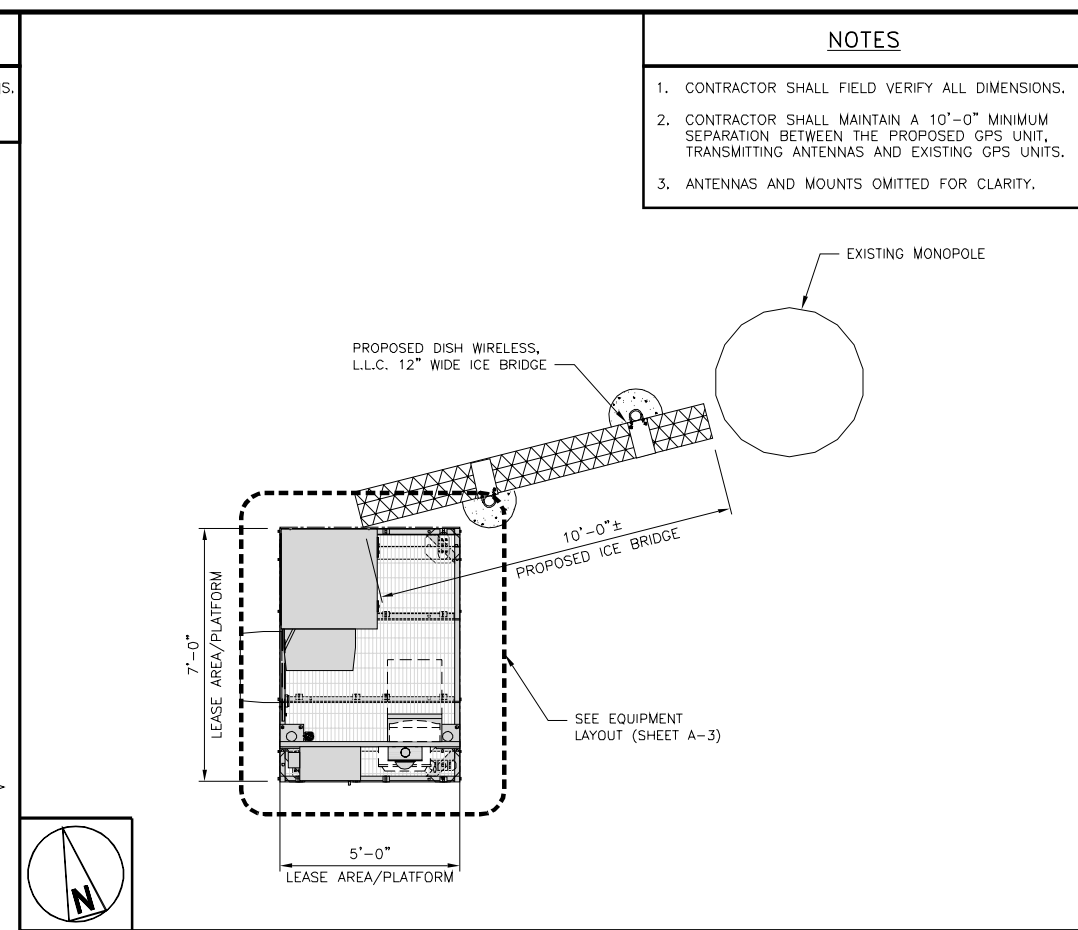 NOTES
1. CONTRACTOR SHALL FIELD VERIFY ALL DIMENSIONS.
2. CONTRACTOR SHALL MAINTAIN A 10'-0" MINIMUM
SEPARATION BETWEEN THE PROPOSED GPS UNIT,
TRANSMITTING ANTENNAS AND EXISTING GPS UNITS.
3. ANTENNAS AND MOUNTS OMITTED FOR CLARITY.
EXISTING MONOPOLE
PROPOSED DISH WIRELESS,
L.L.C. 12" WIDE ICE BRIDGE
10'-0"±
PROPOSED ICE BRIDGE
7'-0"
LEASE AREA/PLATFORM
SEE EQUIPMENT
LAYOUT (SHEET A-3)
5'-0"
LEASE AREA/PLATFORM
N